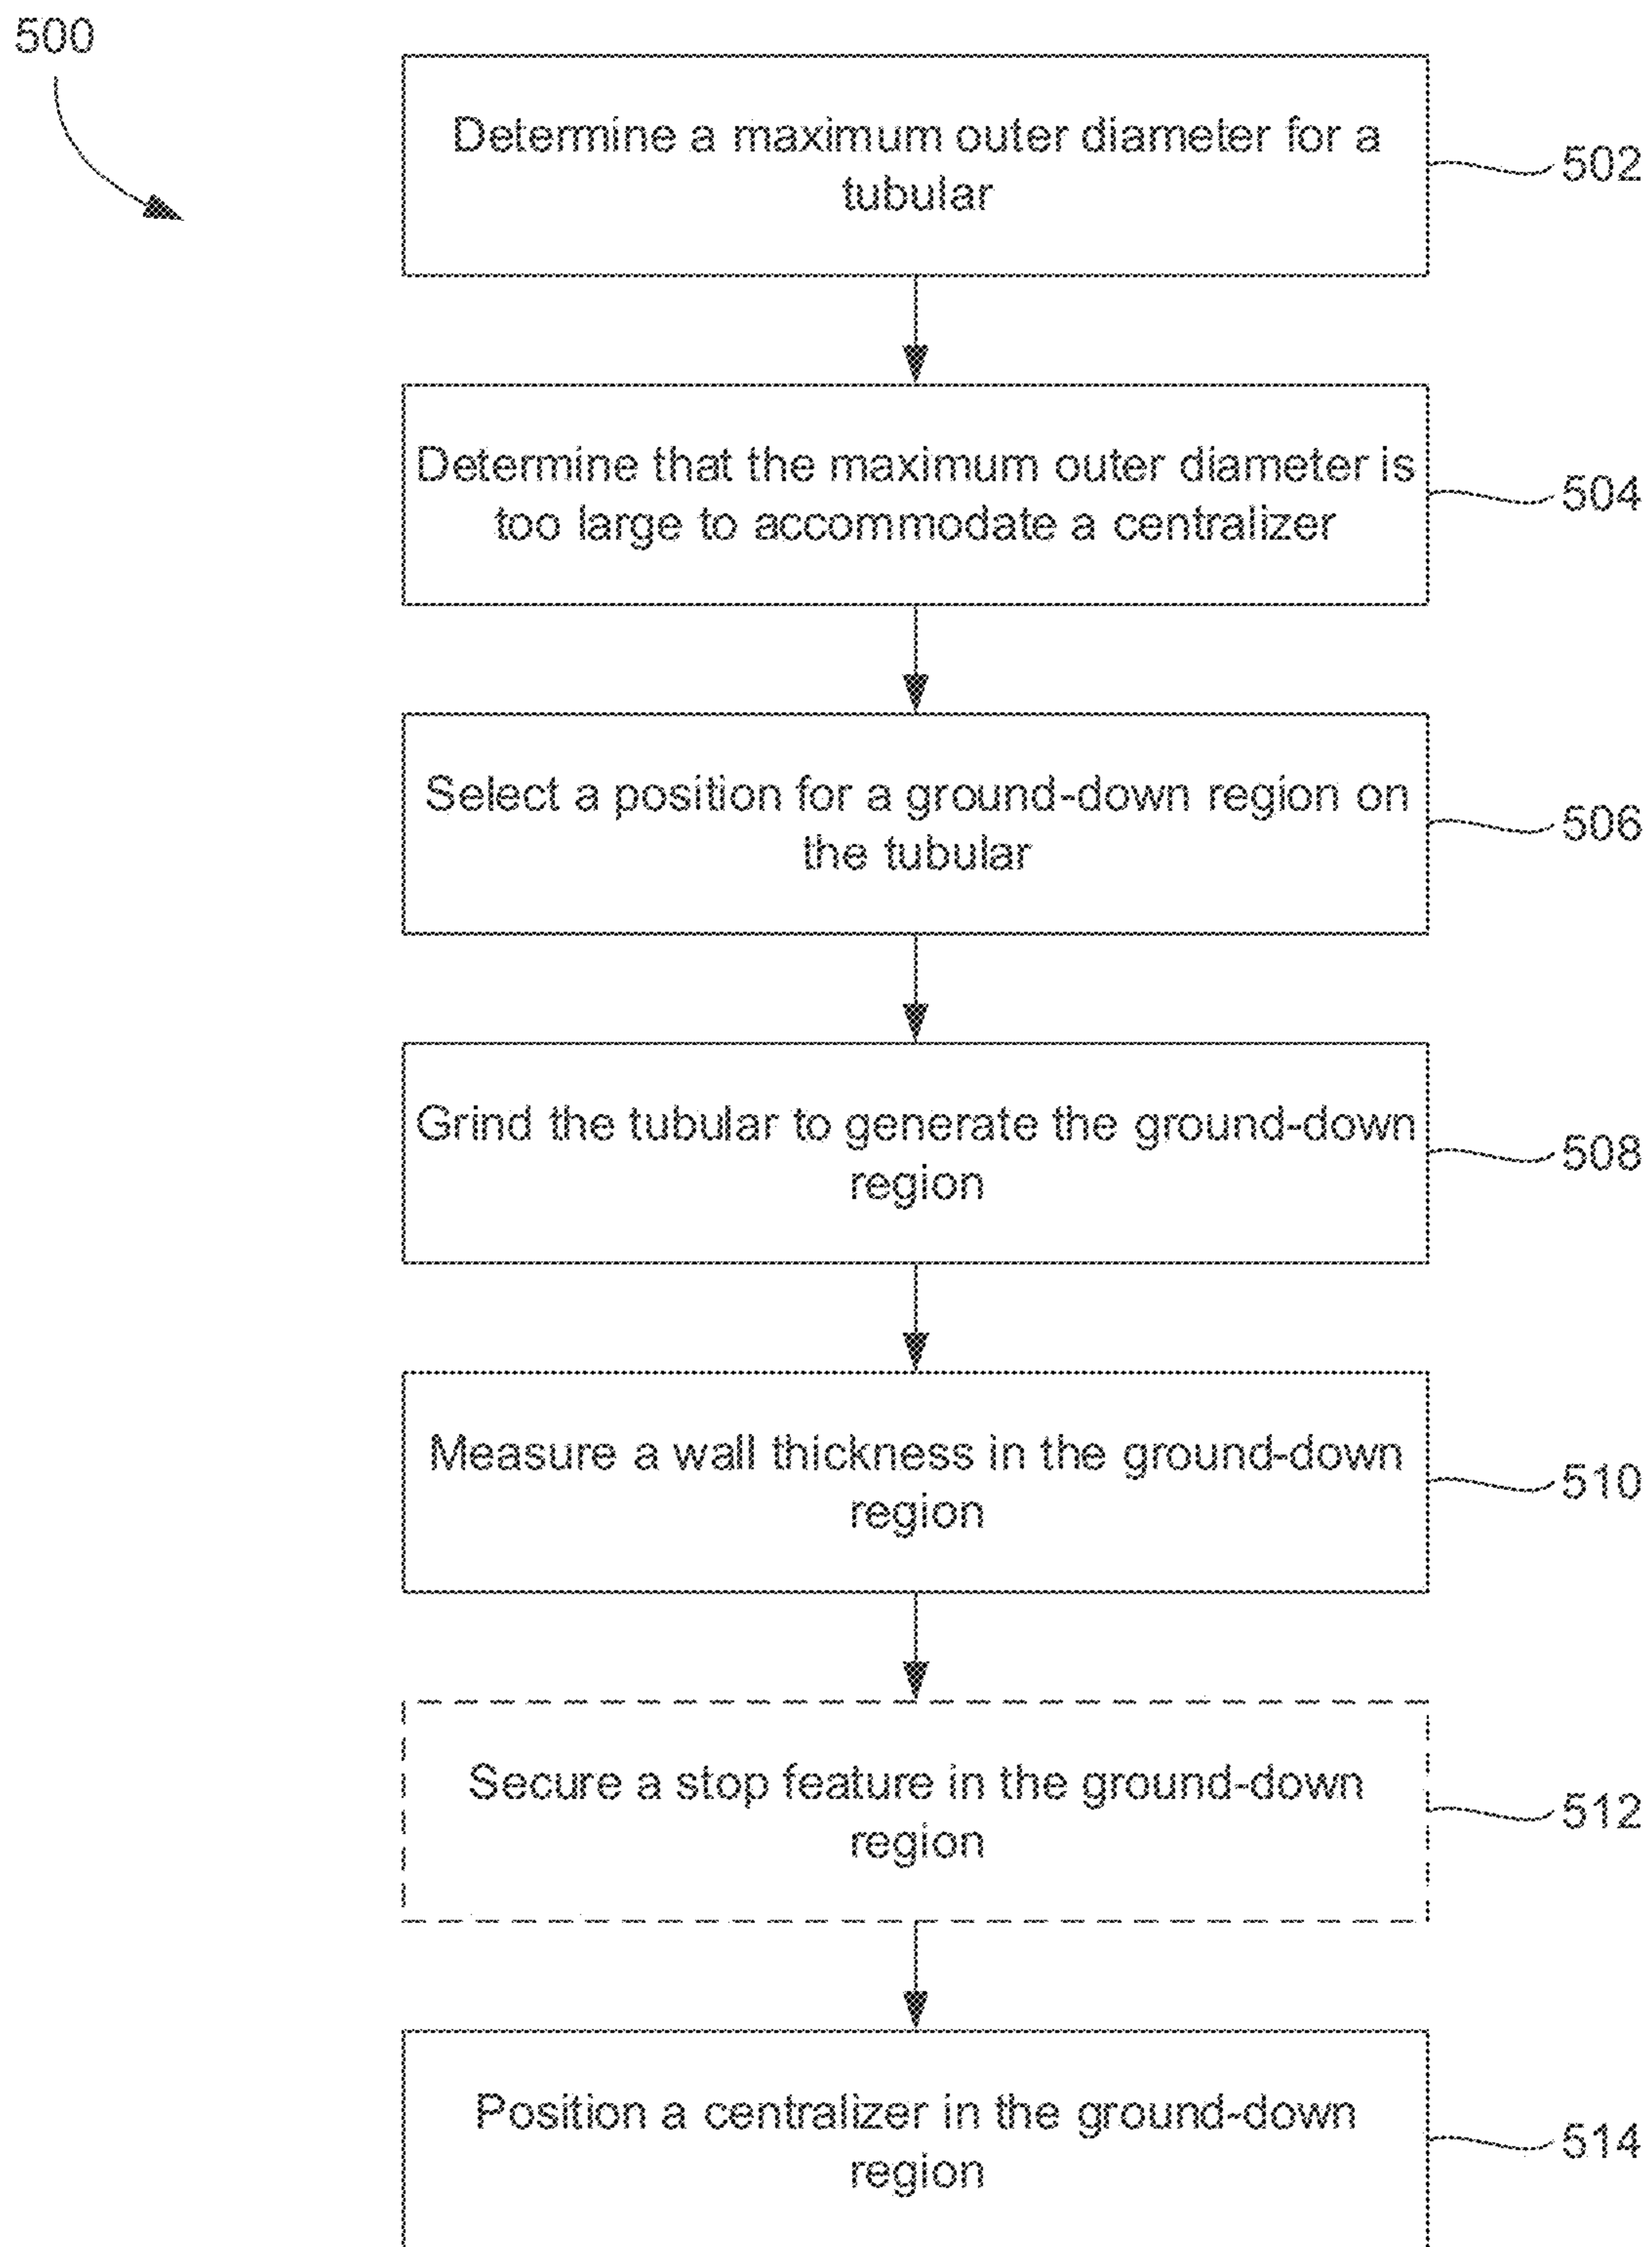 500
Determine a maximum outer diameter for a
tubular
502
Determine that the maximum outer diameter is
too large to accommodate a centralizer
504
Select a position for a ground-down region on
the tubular
506
Grind the tubular to generate the ground-down
region
508
Measure a wall thickness in the ground-down
region
510
Secure a stop feature in the ground-down
region
512
Position a centralizer in the ground-down
region
514